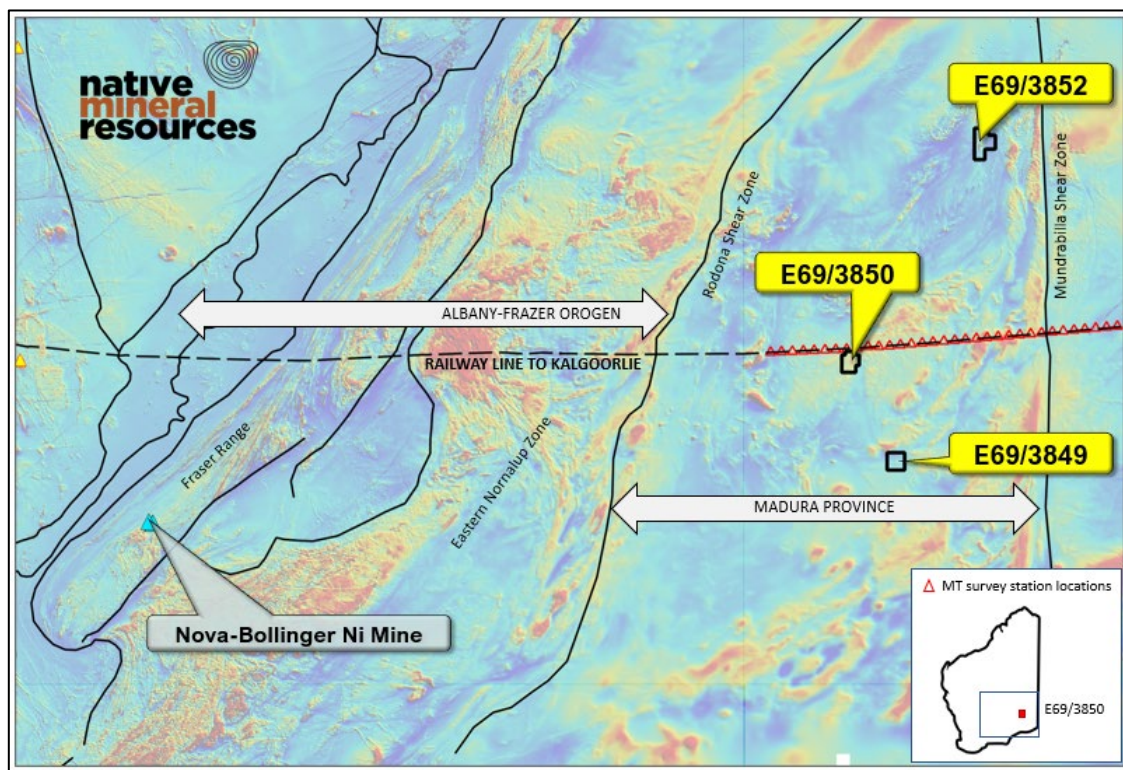 native
mineral
resources
E69/3852
Rodona Shear Zone
Mundrabilla Shear Zone
E69/3850
ALBANY-FRAZER OROGEN
RAILWAY LINE TO KALGOORLIE
Fraser Range
Eastern Nornalup Zone
E69/3849
MADURA PROVINCE
Nova-Bollinger Ni Mine
MT survey station locations
E69/3850